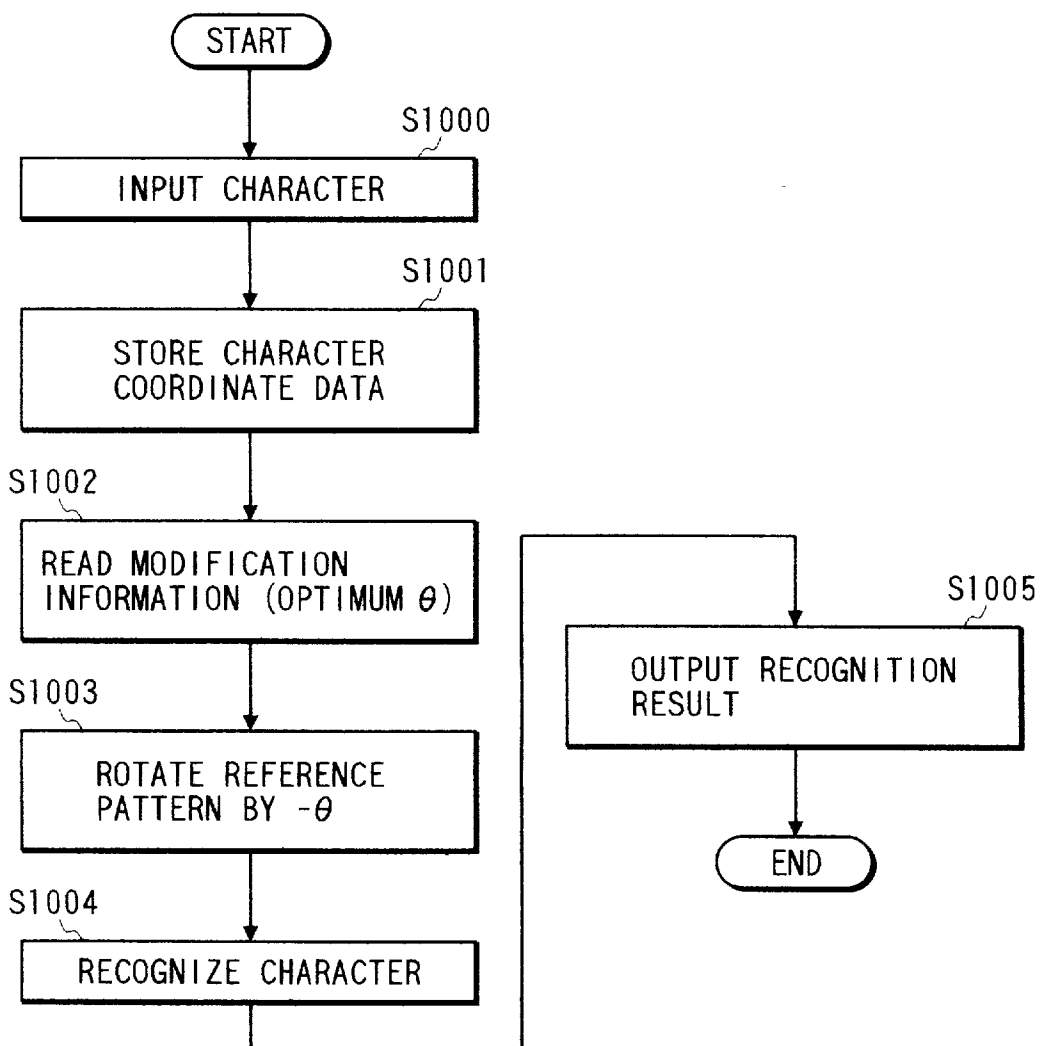 START
S1000
INPUT CHARACTER
S1001
STORE CHARACTER
COORDINATE DATA
S1002
READ MODIFICATION
INFORMATION (OPTIMUM θ)
S1003
ROTATE REFERENCE
PATTERN BY -θ
S1004
RECOGNIZE CHARACTER
S1005
OUTPUT RECOGNITION
RESULT
END